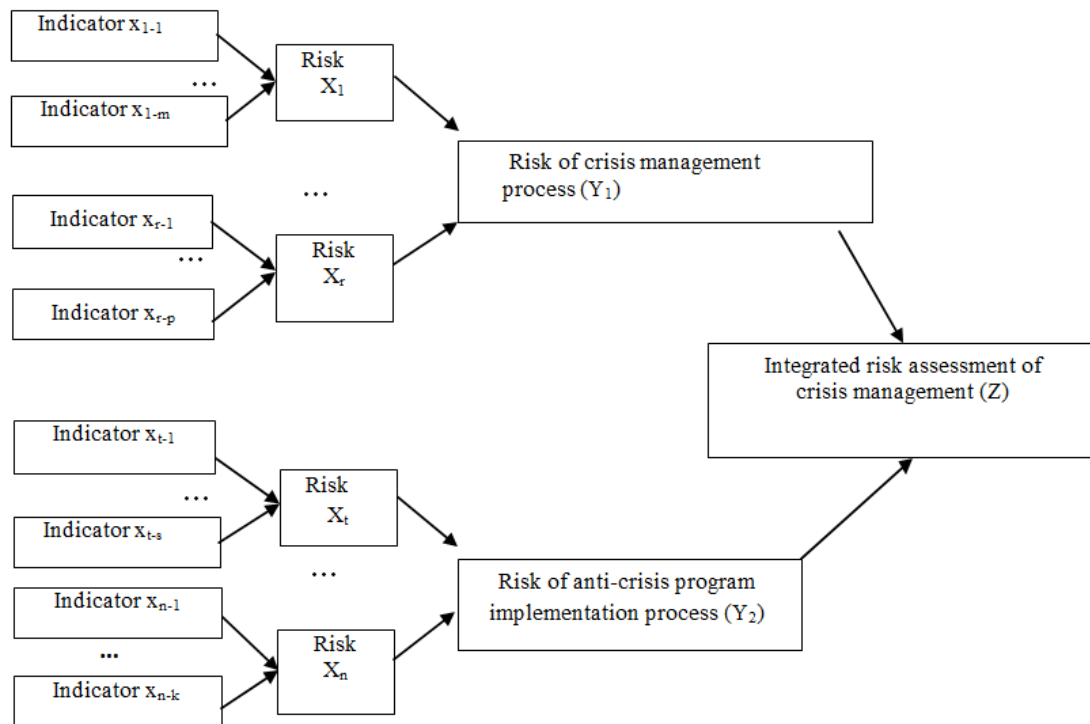 Indicator x₁₋₁
...
Indicator x₁₋ₘ
Risk
X₁
...
Indicator xᵣ₋₁
...
Indicator xᵣ₋ₚ
Risk
Xᵣ
Risk of crisis management
process (Y₁)
Integrated risk assessment of
crisis management (Z)
Indicator xₜ₋₁
...
Indicator xₜ₋ₛ
Risk
Xₜ
...
Indicator xₙ₋₁
...
Indicator xₙ₋ₖ
Risk
Xₙ
Risk of anti-crisis program
implementation process (Y₂)